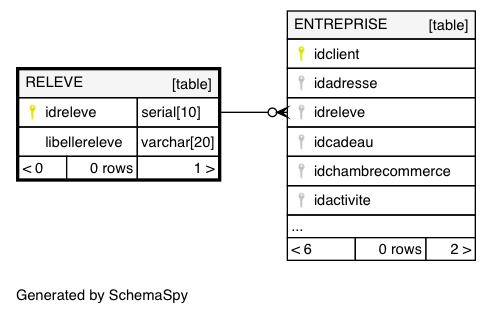 RELEVE [table]
idreleve serial[10]
libellereleve varchar[20]
< 0 0 rows 1 >
ENTREPRISE [table]
idclient
idadresse
idreleve
idcadeau
idchambrecommerce
idactivite
...
< 6 0 rows 2 >
Generated by SchemaSpy